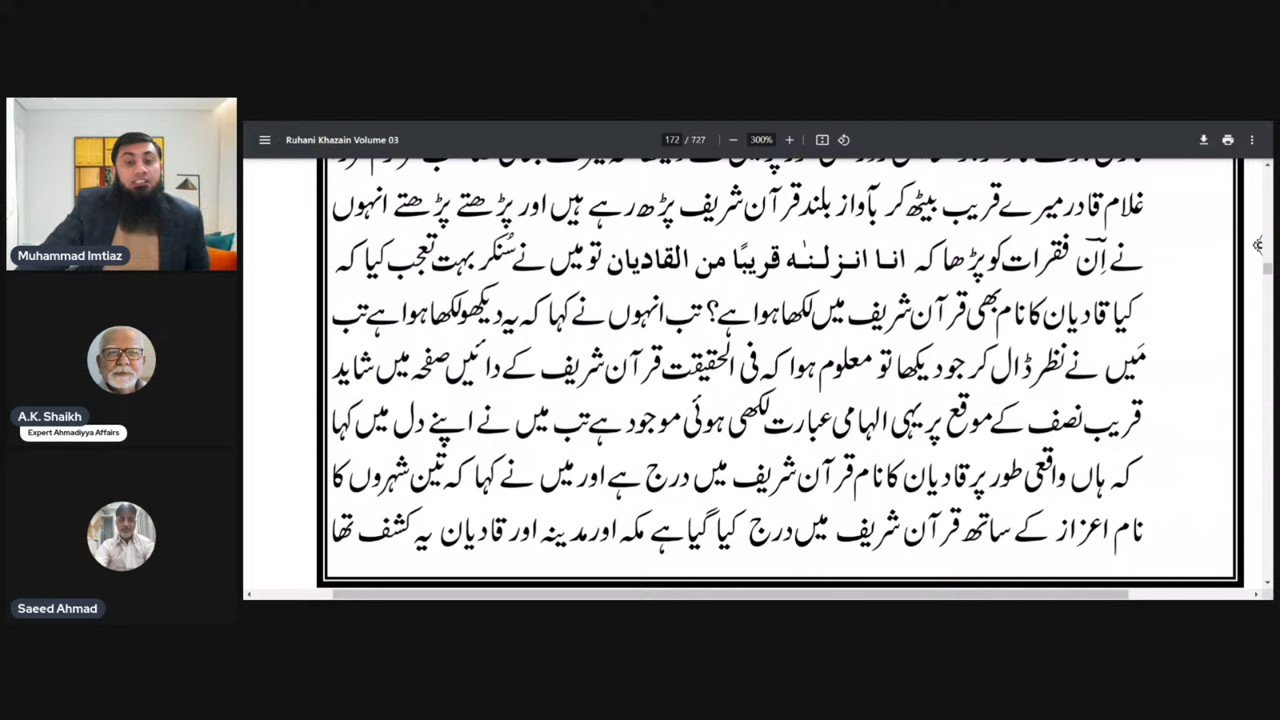 Ruhani Khazain Volume 03
172 / 727
300%
غلام قادر میرے قریب بیٹھ کر بآواز بلند قرآن شریف پڑھ رہے ہیں اور پڑھتے پڑھتے انہوں
نے اِن فقرات کو پڑھا کہ انا انزلنٰہ قریبًا من القادیان تو میں نے سُنکر بہت تعجب کیا کہ
کیا قادیان کا نام بھی قرآن شریف میں لکھا ہوا ہے؟ تب انہوں نے کہا کہ یہ دیکھو لکھا ہوا ہے تب
مَیں نے نظر ڈال کر جو دیکھا تو معلوم ہوا کہ فی الحقیقت قرآن شریف کے دائیں صفحہ میں شاید
قریب نصف کے موقع پر یہی الہامی عبارت لکھی ہوئی موجود ہے تب میں نے اپنے دل میں کہا
کہ ہاں واقعی طور پر قادیان کا نام قرآن شریف میں درج ہے اور میں نے کہا کہ تین شہروں کا
نام اعزاز کے ساتھ قرآن شریف میں درج کیا گیا ہے مکہ اور مدینہ اور قادیان یہ کشف تھا
Muhammad Imtiaz
A.K. Shaikh
Expert Ahmadiyya Affairs
Saeed Ahmad